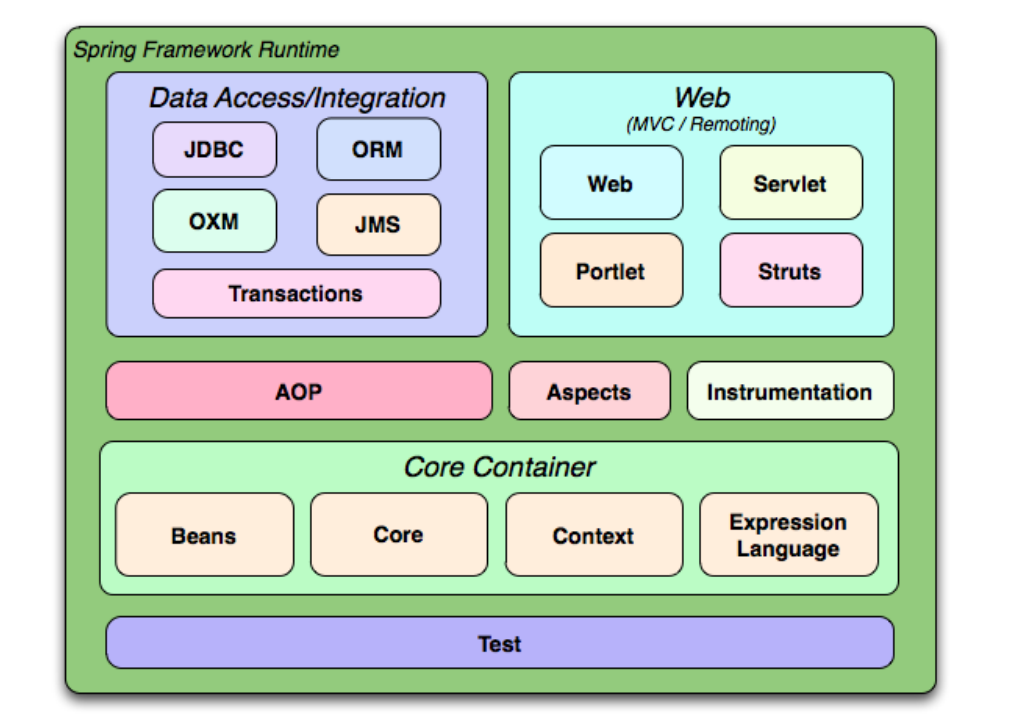 Spring Framework Runtime
Data Access/Integration
JDBC
ORM
OXM
JMS
Transactions
Web
(MVC / Remoting)
Web
Servlet
Portlet
Struts
AOP
Aspects
Instrumentation
Core Container
Beans
Core
Context
Expression
Language
Test